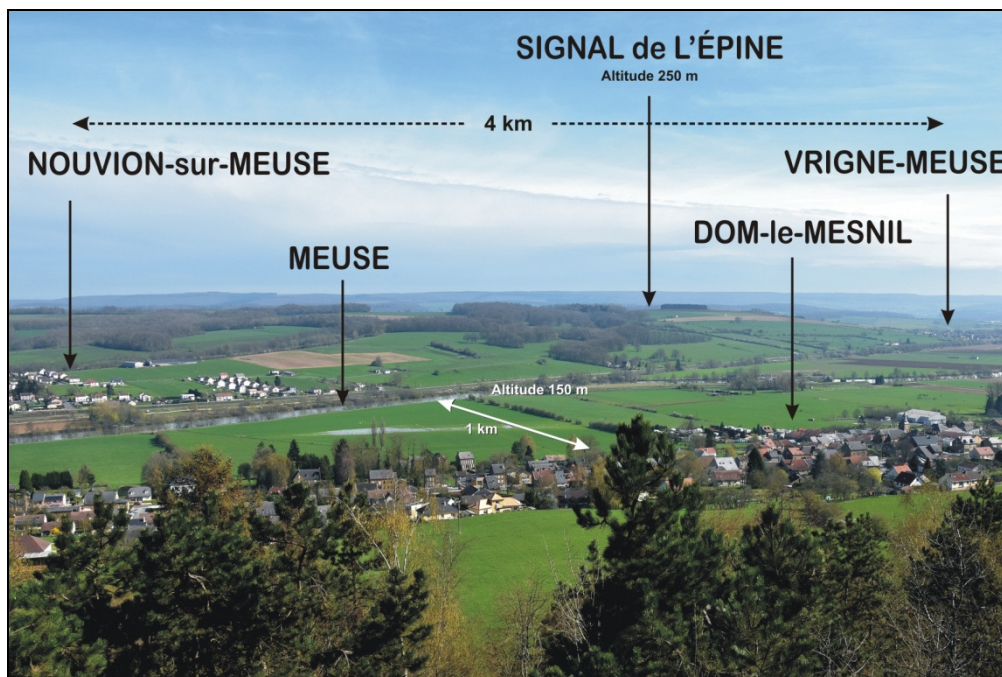 SIGNAL de L'ÉPINE
Altitude 250 m
4 km
NOUVION-sur-MEUSE
VRIGNE-MEUSE
MEUSE
DOM-le-MESNIL
Altitude 150 m
1 km